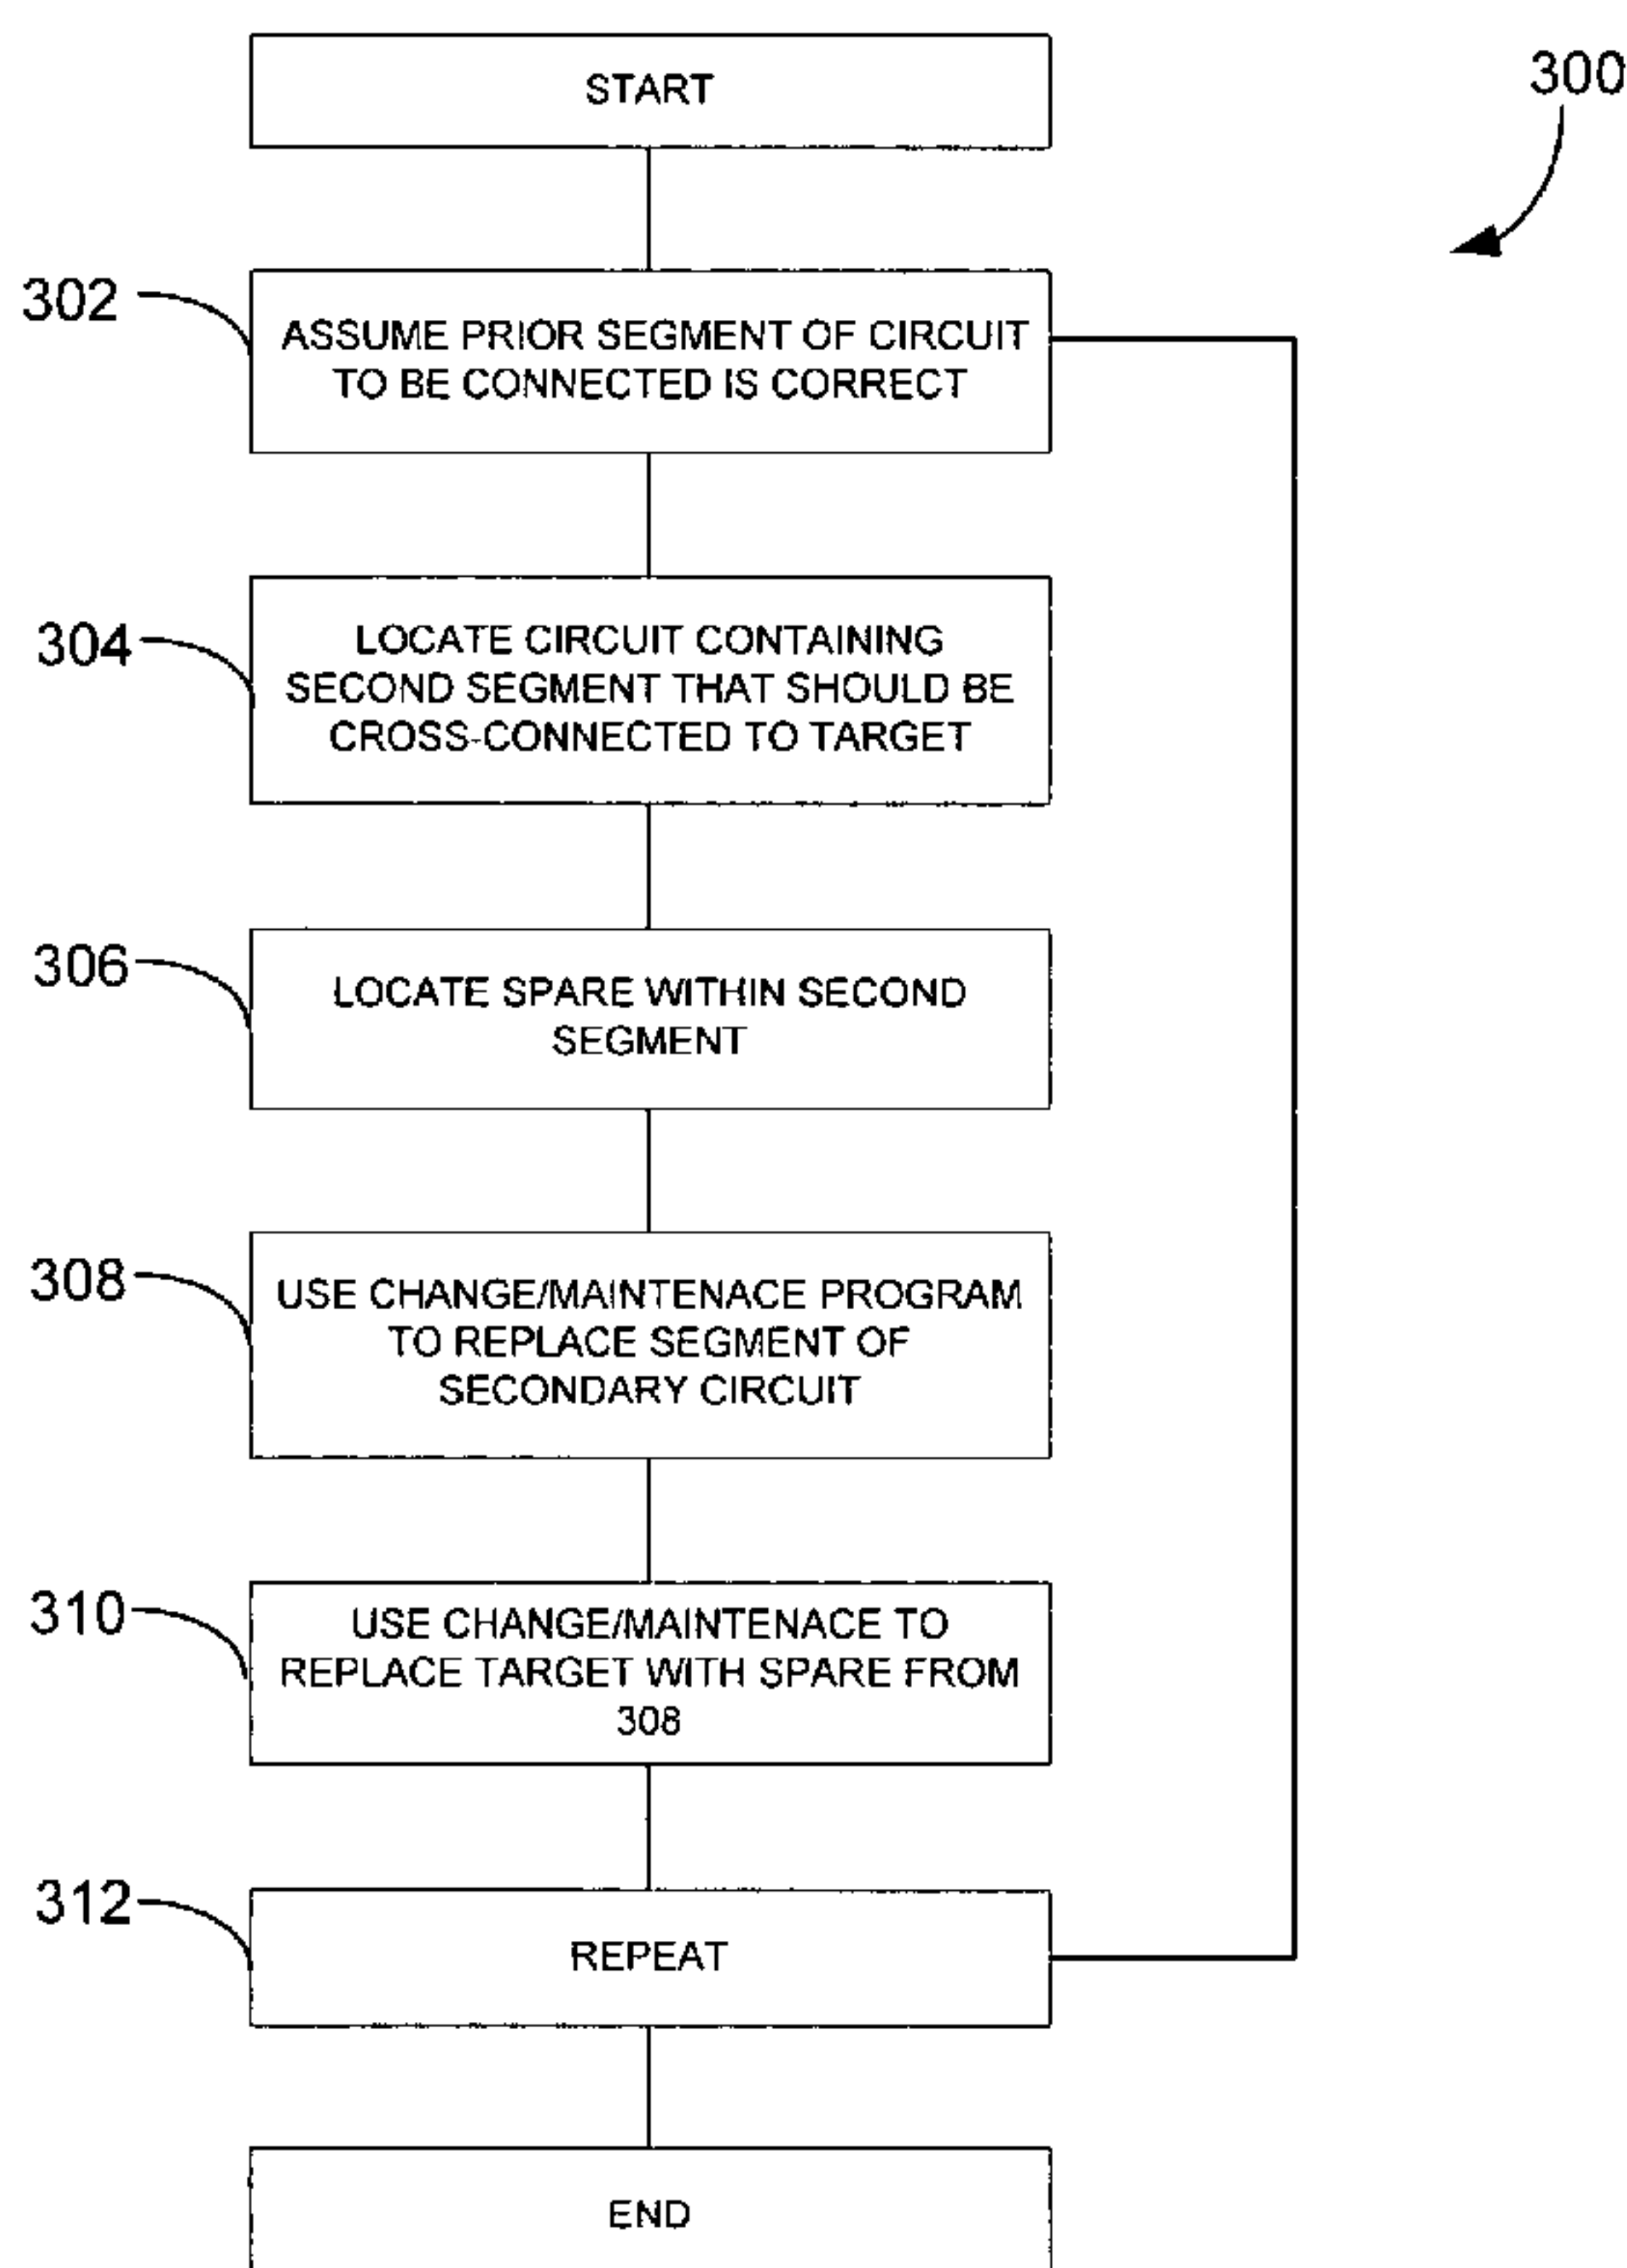 START
300
302
ASSUME PRIOR SEGMENT OF CIRCUIT
TO BE CONNECTED IS CORRECT
304
LOCATE CIRCUIT CONTAINING
SECOND SEGMENT THAT SHOULD BE
CROSS-CONNECTED TO TARGET
306
LOCATE SPARE WITHIN SECOND
SEGMENT
308
USE CHANGE/MAINTENACE PROGRAM
TO REPLACE SEGMENT OF
SECONDARY CIRCUIT
310
USE CHANGE/MAINTENACE TO
REPLACE TARGET WITH SPARE FROM
308
312
REPEAT
END